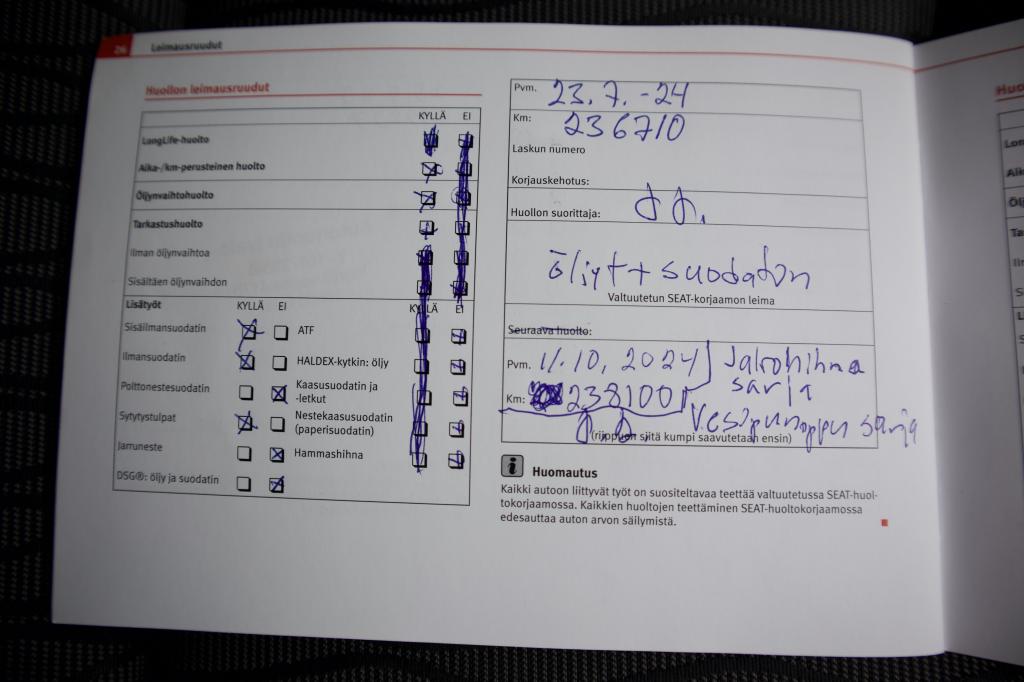 26 Leimausruudut
Huollon leimausruudut
KYLLÄ EI
LongLife-huolto
Aika-/km-perusteinen huolto
Öljynvaihtohuolto
Tarkastushuolto
Ilman öljynvaihtoa
Sisältäen öljynvaihdon
Lisätyöt KYLLÄ EI KYLLÄ EI
Sisäilmansuodatin ATF
Ilmansuodatin HALDEX-kytkin: öljy
Polttonestesuodatin Kaasusuodatin ja
-letkut
Sytytystulpat Nestekaasusuodatin
(paperisuodatin)
Jarruneste Hammashihna
DSG®: öljy ja suodatin
Pvm. 23.7.-24
Km: 236710
Laskun numero
Korjauskehotus:
Huollon suorittaja:
öljyt + suodaton
Valtuutetun SEAT-korjaamon leima
Seuraava huolto:
Pvm. 11.10.2024 Jakohihna
sarja
Km: 238100
Vesipumppu sarja
(riippuen siitä kumpi saavutetaan ensin)
Huomautus
Kaikki autoon liittyvät työt on suositeltavaa teettää valtuutetussa SEAT-huol-
tokorjaamossa. Kaikkien huoltojen teettäminen SEAT-huoltokorjaamossa
edesauttaa auton arvon säilymistä.